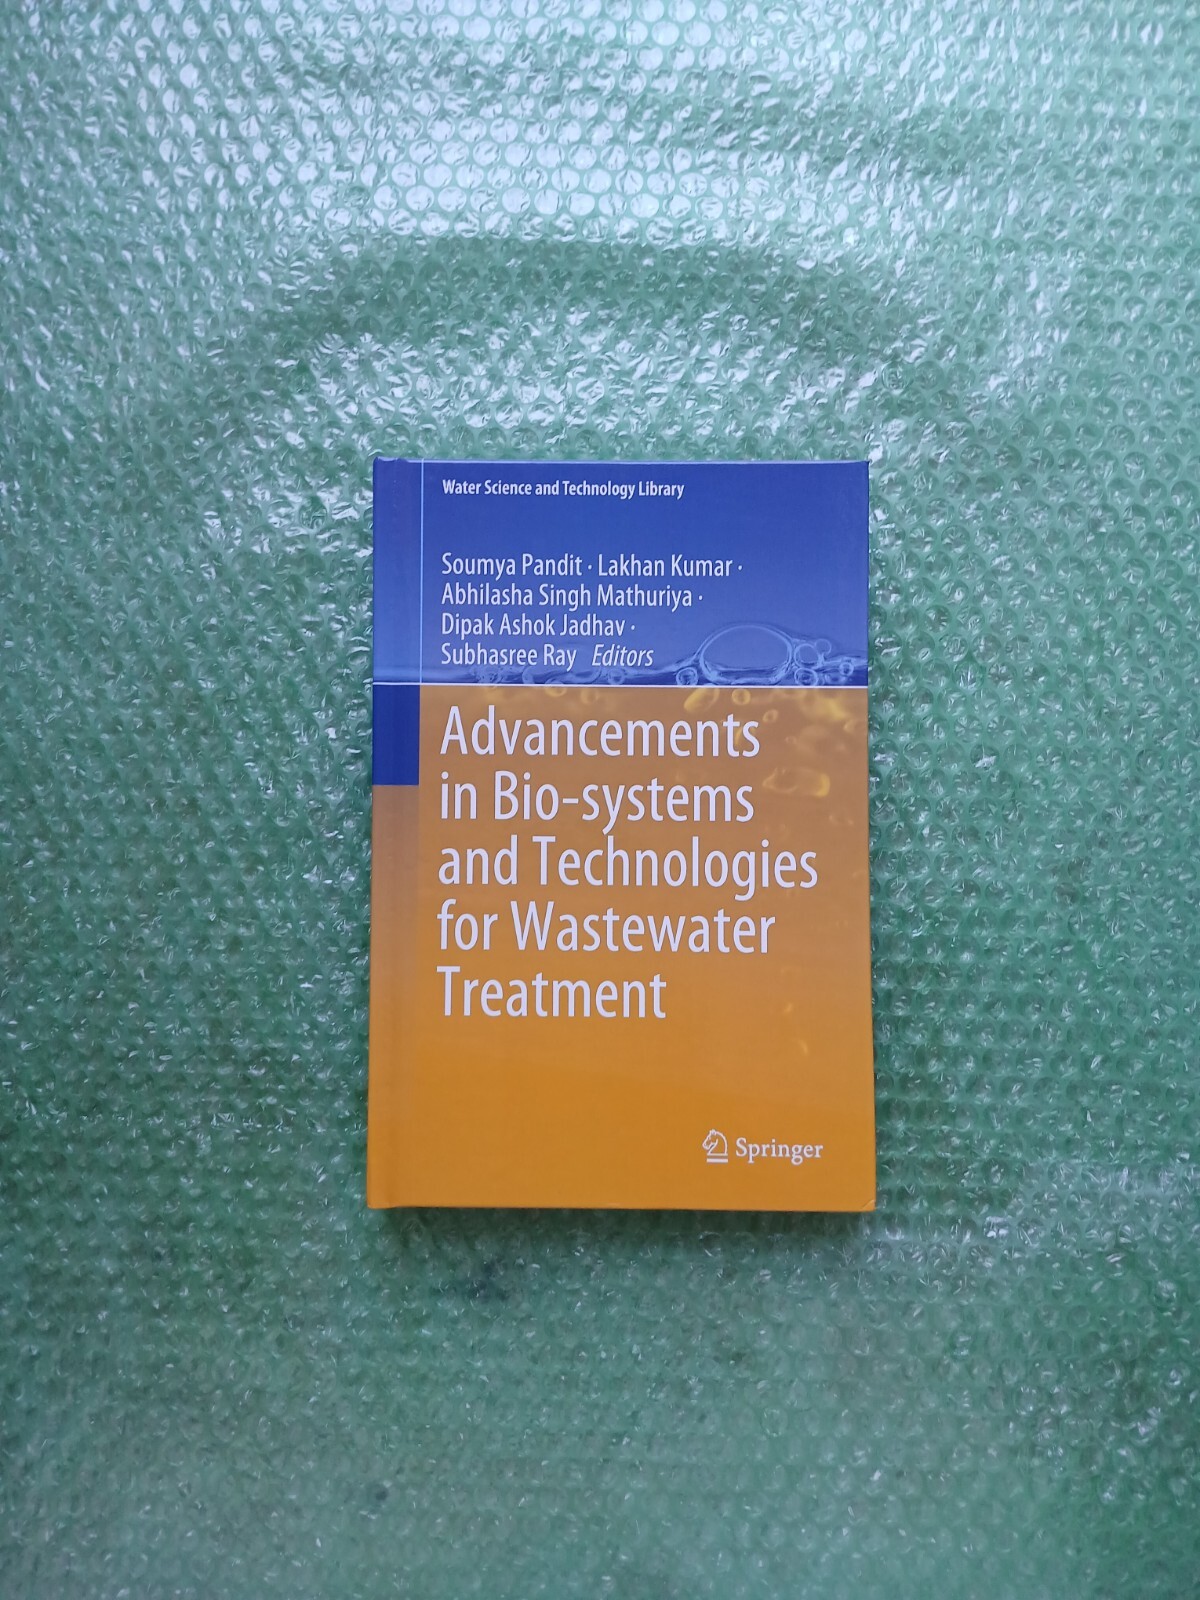 Water Science and Technology Library
Soumya Pandit · Lakhan Kumar ·
Abhilasha Singh Mathuriya ·
Dipak Ashok Jadhav ·
Subhasree Ray Editors
Advancements
in Bio-systems
and Technologies
for Wastewater
Treatment
Springer